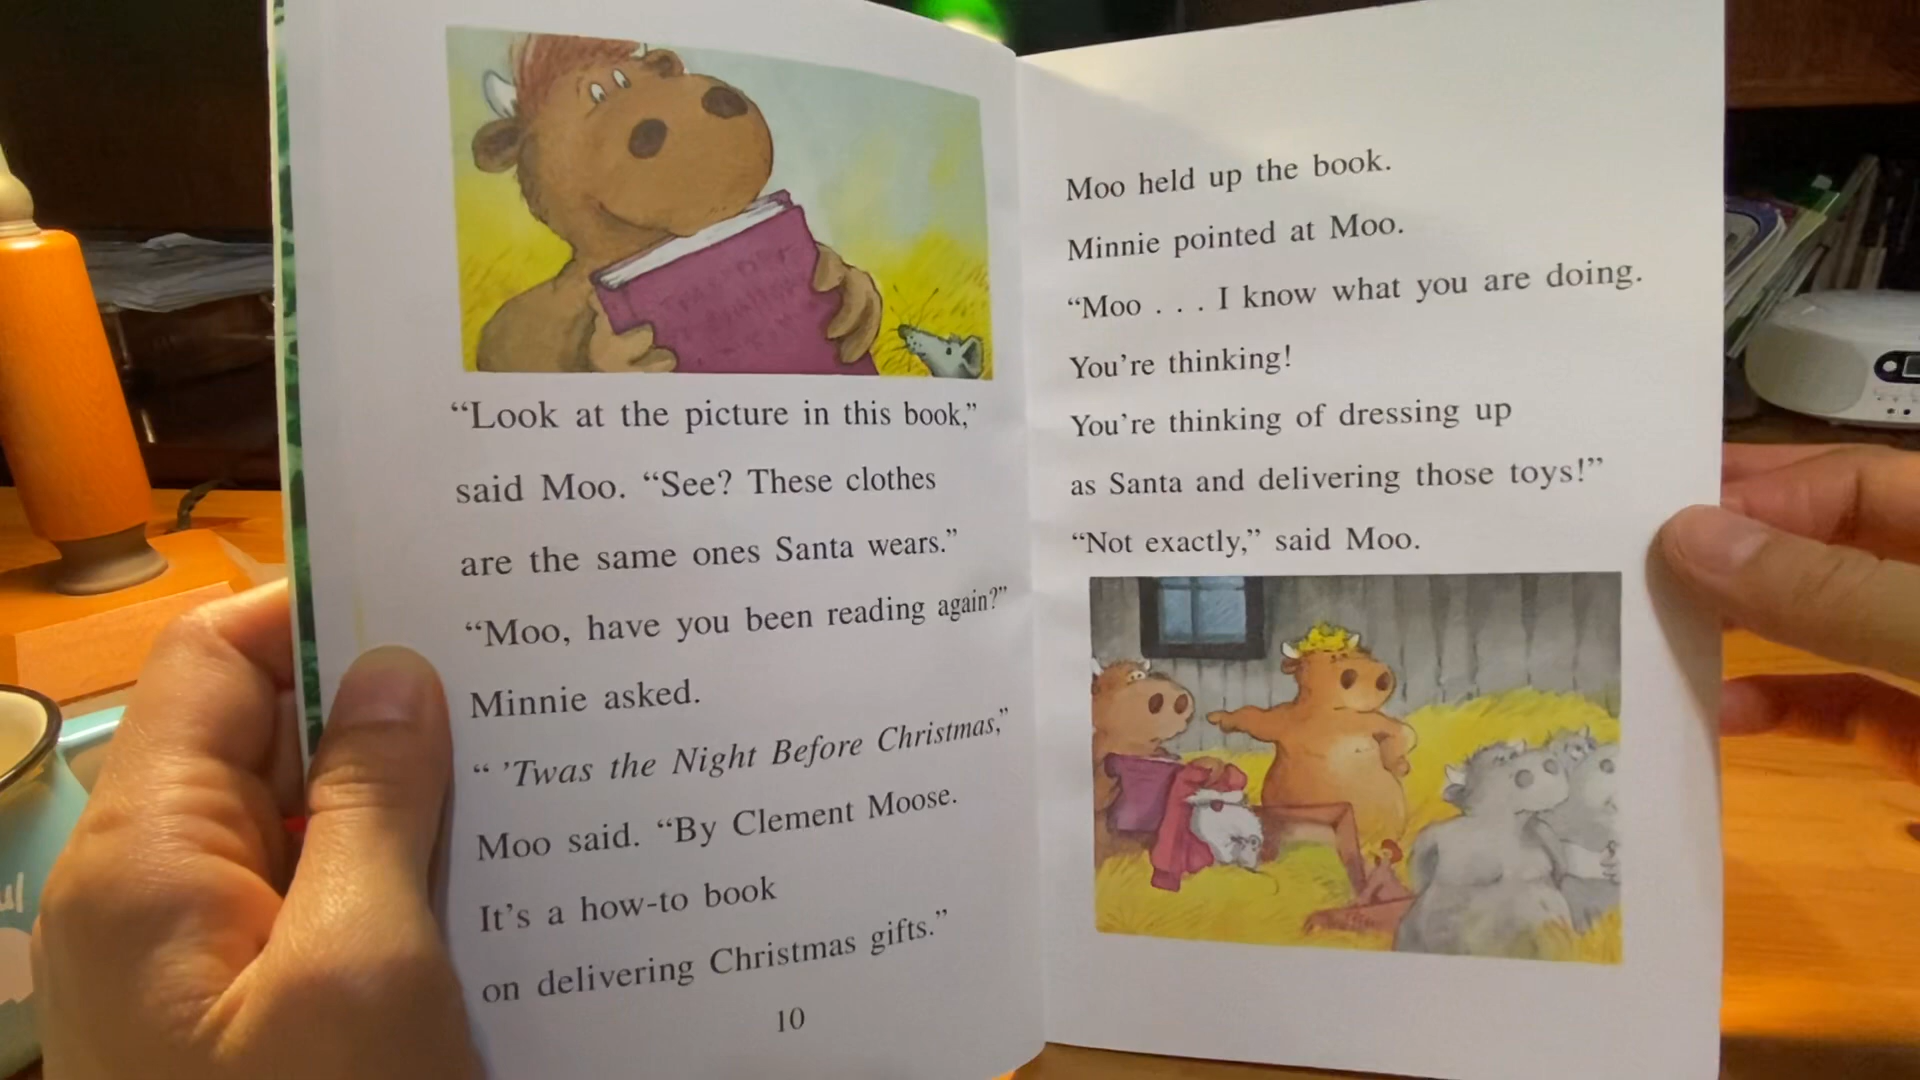 “Look at the picture in this book,”
said Moo. “See? These clothes
are the same ones Santa wears.”
“Moo, have you been reading again?”
Minnie asked.
“ ’Twas the Night Before Christmas,”
Moo said. “By Clement Moose.
It’s a how-to book
on delivering Christmas gifts.”
10
Moo held up the book.
Minnie pointed at Moo.
“Moo . . . I know what you are doing.
You’re thinking!
You’re thinking of dressing up
as Santa and delivering those toys!”
“Not exactly,” said Moo.